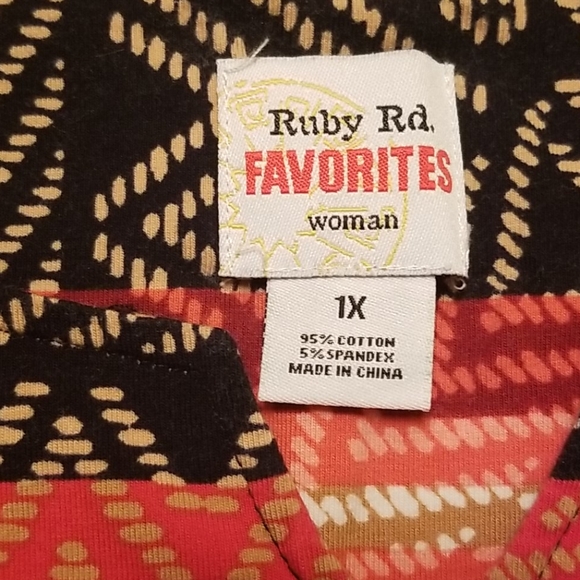 Ruby Rd.
FAVORITES
woman
1X
95% COTTON
5% SPANDEX
MADE IN CHINA